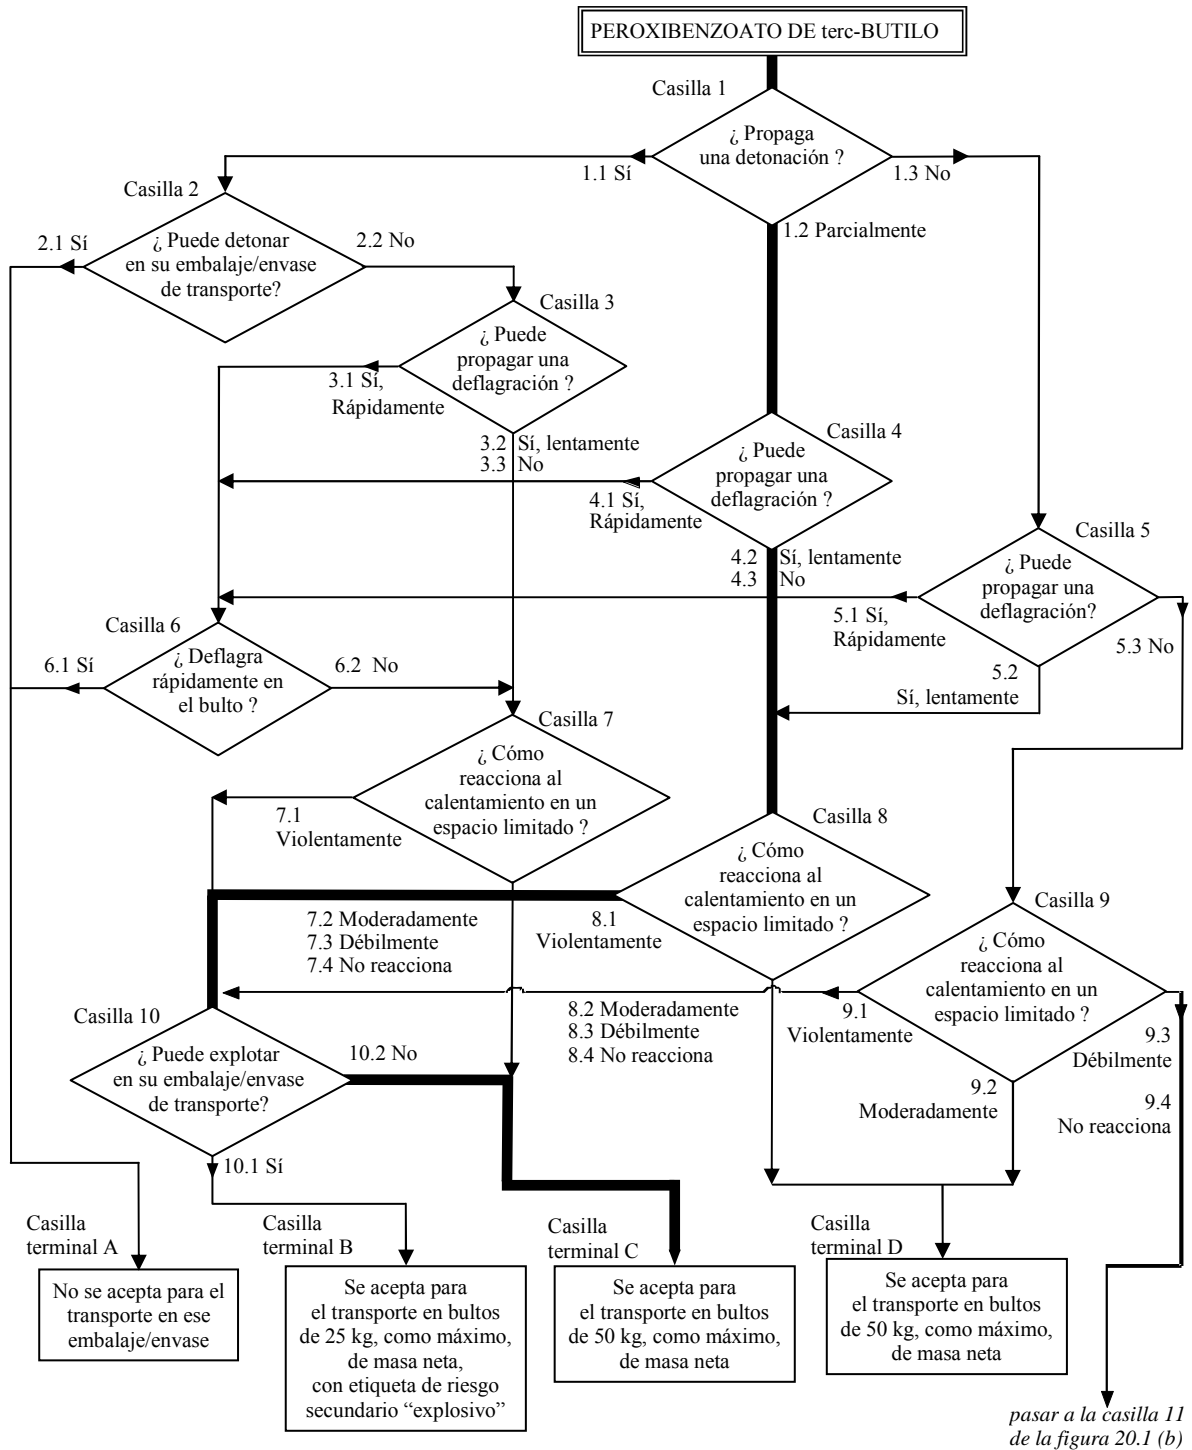 PEROXIBENZOATO DE terc-BUTILO
Casilla 1
¿ Propaga
una detonación ?
1.1 Sí
1.3 No
1.2 Parcialmente
Casilla 2
¿ Puede detonar
en su embalaje/envase
de transporte?
2.1 Sí
2.2 No
Casilla 3
¿ Puede
propagar una
deflagración ?
3.1 Sí,
Rápidamente
3.2 Sí, lentamente
3.3 No
Casilla 4
¿ Puede
propagar una
deflagración ?
4.1 Sí,
Rápidamente
4.2 Sí, lentamente
4.3 No
Casilla 5
¿ Puede
propagar una
deflagración?
5.1 Sí,
Rápidamente
5.3 No
5.2
Sí, lentamente
Casilla 6
¿ Deflagra
rápidamente en
el bulto ?
6.1 Sí
6.2 No
Casilla 7
¿ Cómo
reacciona al
calentamiento en un
espacio limitado ?
7.1
Violentamente
7.2 Moderadamente
7.3 Débilmente
7.4 No reacciona
Casilla 8
¿ Cómo
reacciona al
calentamiento en un
espacio limitado ?
8.1
Violentamente
8.2 Moderadamente
8.3 Débilmente
8.4 No reacciona
Casilla 9
¿ Cómo
reacciona al
calentamiento en un
espacio limitado ?
9.1
Violentamente
9.2
Moderadamente
9.3
Débilmente
9.4
No reacciona
Casilla 10
¿ Puede explotar
en su embalaje/envase
de transporte?
10.2 No
10.1 Sí
Casilla
terminal A
No se acepta para el
transporte en ese
embalaje/envase
Casilla
terminal B
Se acepta para
el transporte en bultos
de 25 kg, como máximo,
de masa neta,
con etiqueta de riesgo
secundario “explosivo”
Casilla
terminal C
Se acepta para
el transporte en bultos
de 50 kg, como máximo,
de masa neta
Casilla
terminal D
Se acepta para
el transporte en bultos
de 50 kg, como máximo,
de masa neta
pasar a la casilla 11
de la figura 20.1 (b)